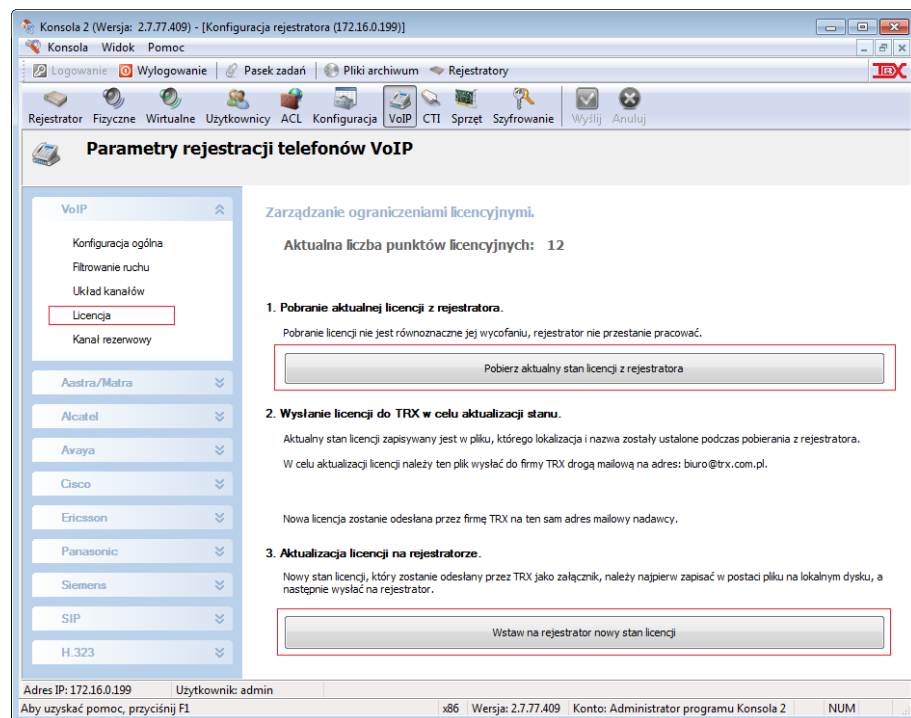 Konsola 2 (Wersja: 2.7.77.409) - [Konfiguracja rejestratora (172.16.0.199)]
Konsola Widok Pomoc
Logowanie Wylogowanie Pasek zadań Pliki archiwum Rejestratory
TRX
Rejestrator Fizyczne Wirtualne Użytkownicy ACL Konfiguracja VoIP CTI Sprzęt Szyfrowanie Wyślij Anuluj
Parametry rejestracji telefonów VoIP
VoIP
Konfiguracja ogólna
Filtrowanie ruchu
Układ kanałów
Licencja
Kanał rezerwowy
Aastra/Matra
Alcatel
Avaya
Cisco
Ericsson
Panasonic
Siemens
SIP
H.323
Zarządzanie ograniczeniami licencyjnymi.
Aktualna liczba punktów licencyjnych: 12
1. Pobranie aktualnej licencji z rejestratora.
Pobranie licencji nie jest równoznaczne jej wycofaniu, rejestrator nie przestanie pracować.
Pobierz aktualny stan licencji z rejestratora
2. Wysłanie licencji do TRX w celu aktualizacji stanu.
Aktualny stan licencji zapisywany jest w pliku, którego lokalizacja i nazwa zostały ustalone podczas pobierania z rejestratora.
W celu aktualizacji licencji należy ten plik wysłać do firmy TRX drogą mailową na adres: biuro@trx.com.pl.
Nowa licencja zostanie odesłana przez firmę TRX na ten sam adres mailowy nadawcy.
3. Aktualizacja licencji na rejestratorze.
Nowy stan licencji, który zostanie odesłany przez TRX jako załącznik, należy najpierw zapisać w postaci pliku na lokalnym dysku, a
następnie wysłać na rejestrator.
Wstaw na rejestrator nowy stan licencji
Adres IP: 172.16.0.199 Użytkownik: admin
Aby uzyskać pomoc, przyciśnij F1 x86 Wersja: 2.7.77.409 Konto: Administrator programu Konsola 2 NUM